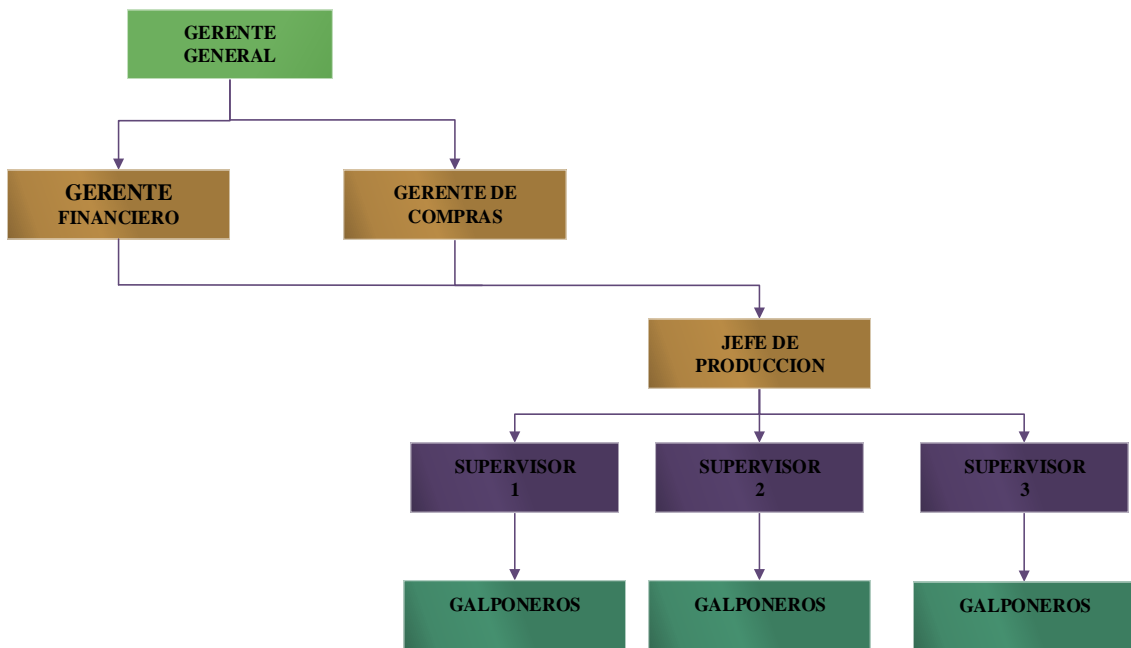 GERENTE
GENERAL
GERENTE
FINANCIERO
GERENTE DE
COMPRAS
JEFE DE
PRODUCCION
SUPERVISOR
1
SUPERVISOR
2
SUPERVISOR
3
GALPONEROS
GALPONEROS
GALPONEROS